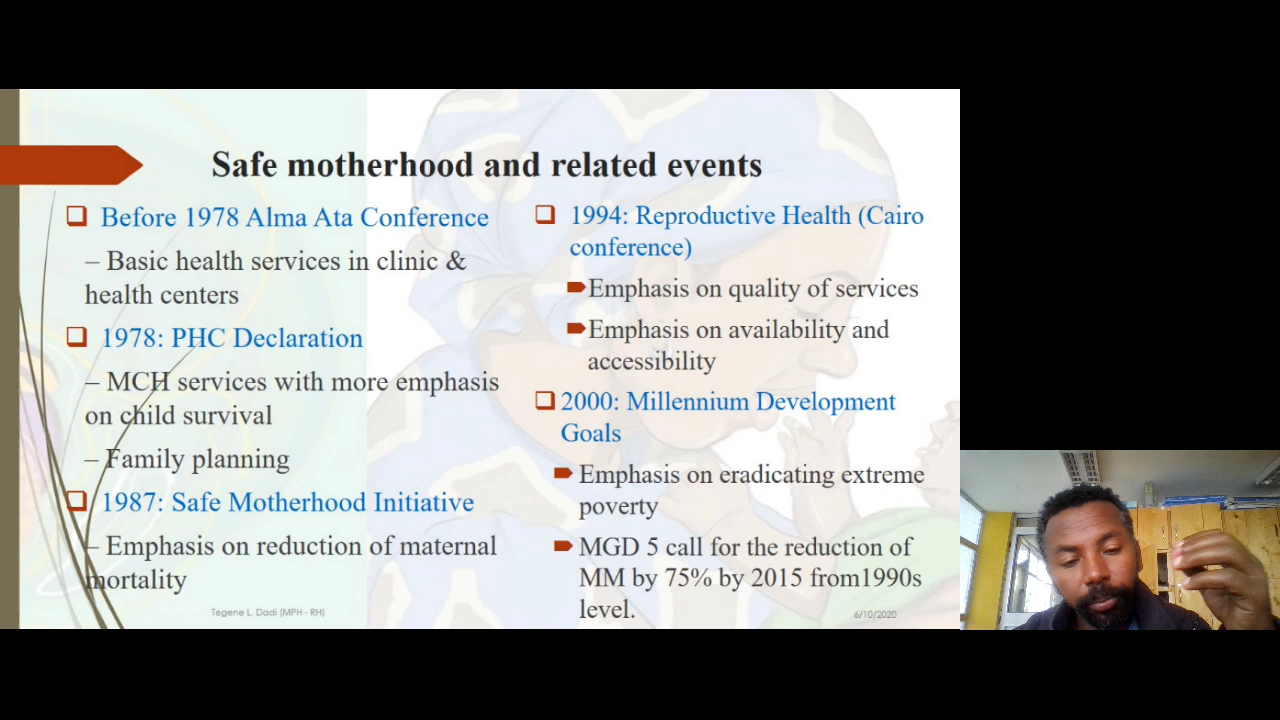 Safe motherhood and related events
❑ Before 1978 Alma Ata Conference
– Basic health services in clinic &
health centers
❑ 1978: PHC Declaration
– MCH services with more emphasis
on child survival
– Family planning
❑ 1987: Safe Motherhood Initiative
– Emphasis on reduction of maternal
mortality
❑ 1994: Reproductive Health (Cairo
conference)
Emphasis on quality of services
Emphasis on availability and
accessibility
❑ 2000: Millennium Development
Goals
Emphasis on eradicating extreme
poverty
MGD 5 call for the reduction of
MM by 75% by 2015 from1990s
level.
Tegene L. Dadi (MPH - RH)
6/10/2020